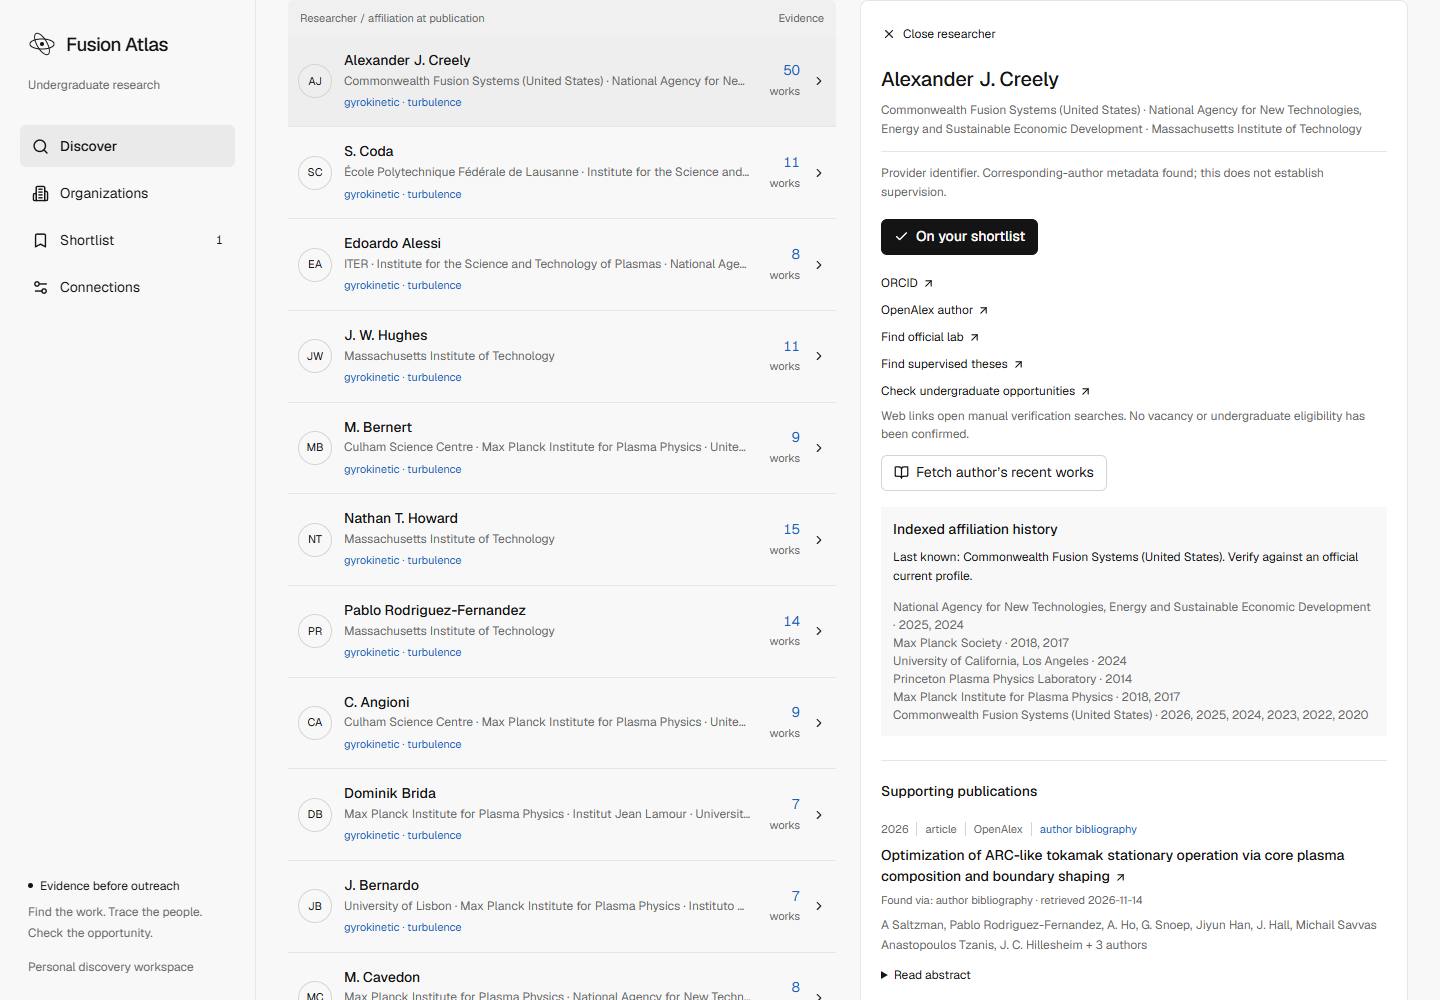 Fusion Atlas
Undergraduate research
Discover
Organizations
Shortlist 1
Connections
Evidence before outreach
Find the work. Trace the people.
Check the opportunity.
Personal discovery workspace
Researcher / affiliation at publication Evidence
AJ
Alexander J. Creely
Commonwealth Fusion Systems (United States) · National Agency for Ne...
gyrokinetic · turbulence
50
works
SC
S. Coda
École Polytechnique Fédérale de Lausanne · Institute for the Science and...
gyrokinetic · turbulence
11
works
EA
Edoardo Alessi
ITER · Institute for the Science and Technology of Plasmas · National Age...
gyrokinetic · turbulence
8
works
JW
J. W. Hughes
Massachusetts Institute of Technology
gyrokinetic · turbulence
11
works
MB
M. Bernert
Culham Science Centre · Max Planck Institute for Plasma Physics · Unite...
gyrokinetic · turbulence
9
works
NT
Nathan T. Howard
Massachusetts Institute of Technology
gyrokinetic · turbulence
15
works
PR
Pablo Rodriguez-Fernandez
Massachusetts Institute of Technology
gyrokinetic · turbulence
14
works
CA
C. Angioni
Culham Science Centre · Max Planck Institute for Plasma Physics · Unite...
gyrokinetic · turbulence
9
works
DB
Dominik Brida
Max Planck Institute for Plasma Physics · Institut Jean Lamour · Universit...
gyrokinetic · turbulence
7
works
JB
J. Bernardo
University of Lisbon · Max Planck Institute for Plasma Physics · Instituto ...
gyrokinetic · turbulence
7
works
MC
M. Cavedon
Max Planck Institute for Plasma Physics · National Agency for New Techn...
8
Close researcher
Alexander J. Creely
Commonwealth Fusion Systems (United States) · National Agency for New Technologies,
Energy and Sustainable Economic Development · Massachusetts Institute of Technology
Provider identifier. Corresponding-author metadata found; this does not establish
supervision.
On your shortlist
ORCID
OpenAlex author
Find official lab
Find supervised theses
Check undergraduate opportunities
Web links open manual verification searches. No vacancy or undergraduate eligibility has
been confirmed.
Fetch author's recent works
Indexed affiliation history
Last known: Commonwealth Fusion Systems (United States). Verify against an official
current profile.
National Agency for New Technologies, Energy and Sustainable Economic Development
· 2025, 2024
Max Planck Society · 2018, 2017
University of California, Los Angeles · 2024
Princeton Plasma Physics Laboratory · 2014
Max Planck Institute for Plasma Physics · 2018, 2017
Commonwealth Fusion Systems (United States) · 2026, 2025, 2024, 2023, 2022, 2020
Supporting publications
2026 article OpenAlex author bibliography
Optimization of ARC-like tokamak stationary operation via core plasma
composition and boundary shaping
Found via: author bibliography · retrieved 2026-11-14
A Saltzman, Pablo Rodriguez-Fernandez, A. Ho, G. Snoep, Jiyun Han, J. Hall, Michail Savvas
Anastopoulos Tzanis, J. C. Hillesheim + 3 authors
Read abstract